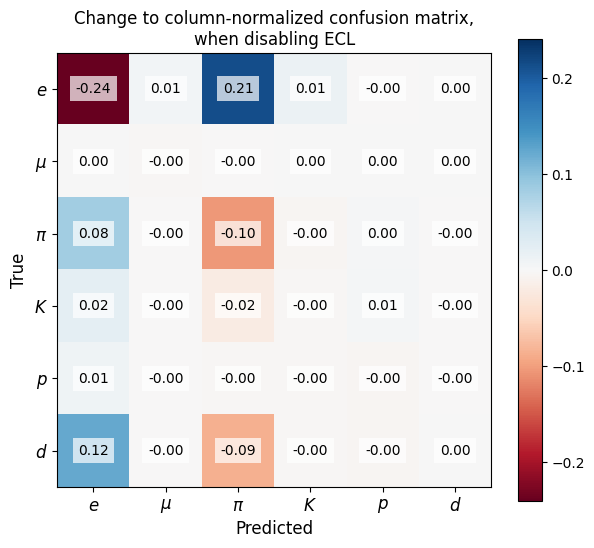 Change to column-normalized confusion matrix,
when disabling ECL
e -0.24 0.01 0.21 0.01 -0.00 0.00
μ 0.00 -0.00 -0.00 0.00 0.00 0.00
π 0.08 -0.00 -0.10 -0.00 0.00 -0.00
K 0.02 -0.00 -0.02 -0.00 0.01 -0.00
p 0.01 -0.00 -0.00 -0.00 -0.00 -0.00
d 0.12 -0.00 -0.09 -0.00 -0.00 0.00
e μ π K p d
Predicted
True
0.2
0.1
0.0
−0.1
−0.2